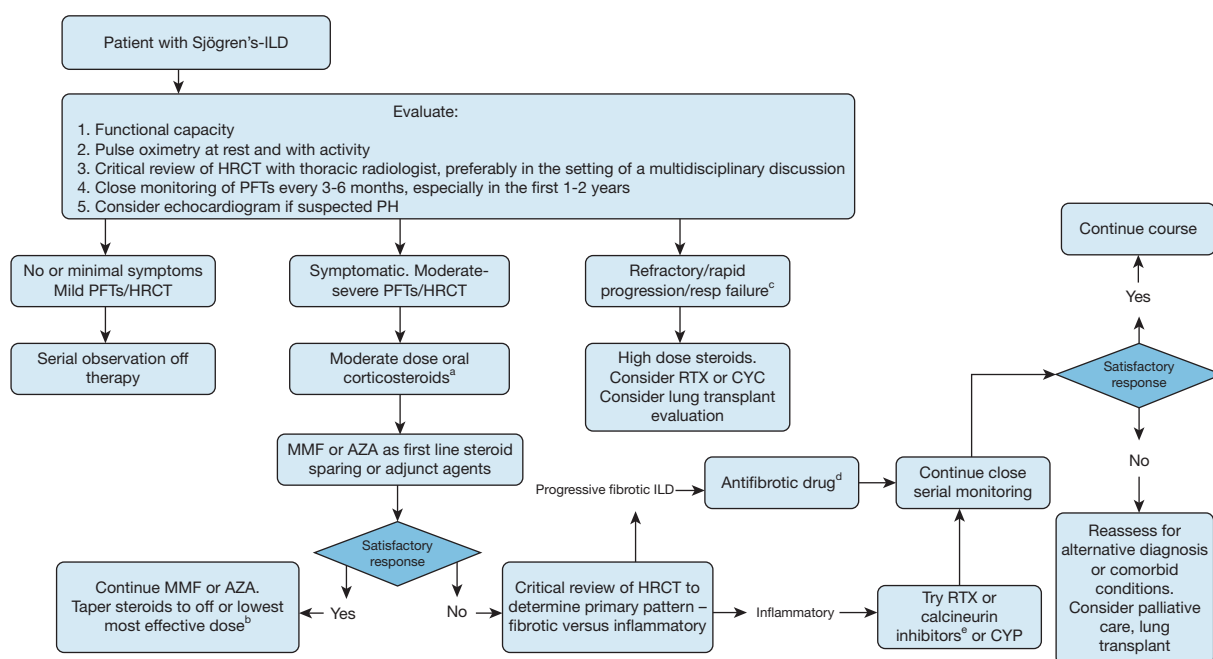 Patient with Sjögren's-ILD
Evaluate:
1. Functional capacity
2. Pulse oximetry at rest and with activity
3. Critical review of HRCT with thoracic radiologist, preferably in the setting of a multidisciplinary discussion
4. Close monitoring of PFTs every 3-6 months, especially in the first 1-2 years
5. Consider echocardiogram if suspected PH
No or minimal symptoms
Mild PFTs/HRCT
Serial observation off
therapy
Symptomatic. Moderate-
severe PFTs/HRCT
Moderate dose oral
corticosteroidsᵃ
MMF or AZA as first line steroid
sparing or adjunct agents
Satisfactory
response
Yes
Continue MMF or AZA.
Taper steroids to off or lowest
most effective doseᵇ
No
Critical review of HRCT to
determine primary pattern –
fibrotic versus inflammatory
Progressive fibrotic ILD
Antifibrotic drugᵈ
Inflammatory
Try RTX or
calcineurin
inhibitorsᵉ or CYP
Continue close
serial monitoring
Refractory/rapid
progression/resp failureᶜ
High dose steroids.
Consider RTX or CYC
Consider lung transplant
evaluation
Satisfactory
response
Yes
Continue course
No
Reassess for
alternative diagnosis
or comorbid
conditions.
Consider palliative
care, lung
transplant